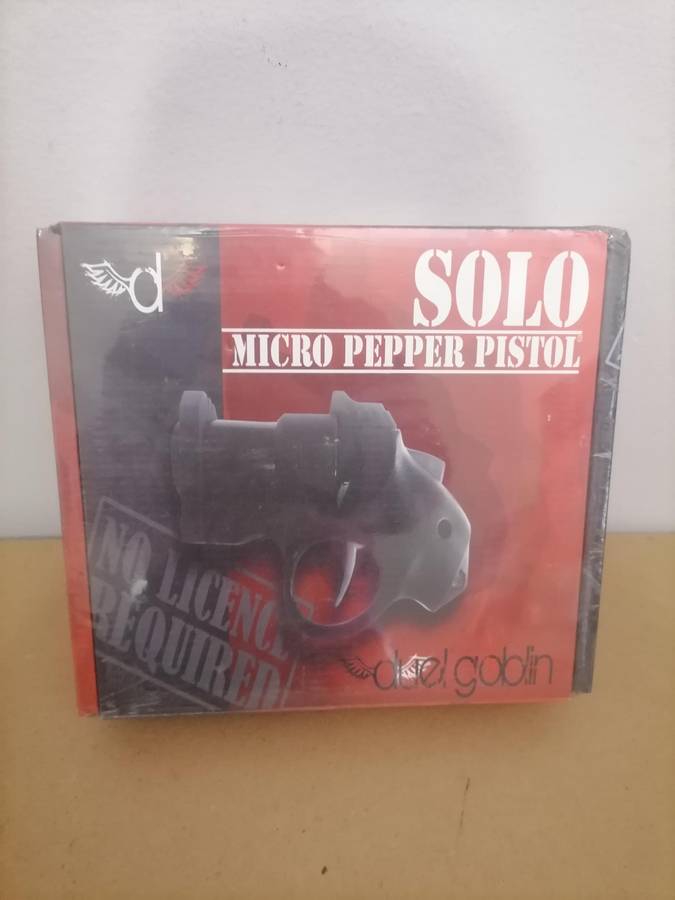 d
SOLO
MICRO PEPPER PISTOL®
NO LICENCE
REQUIRED
duel goblin